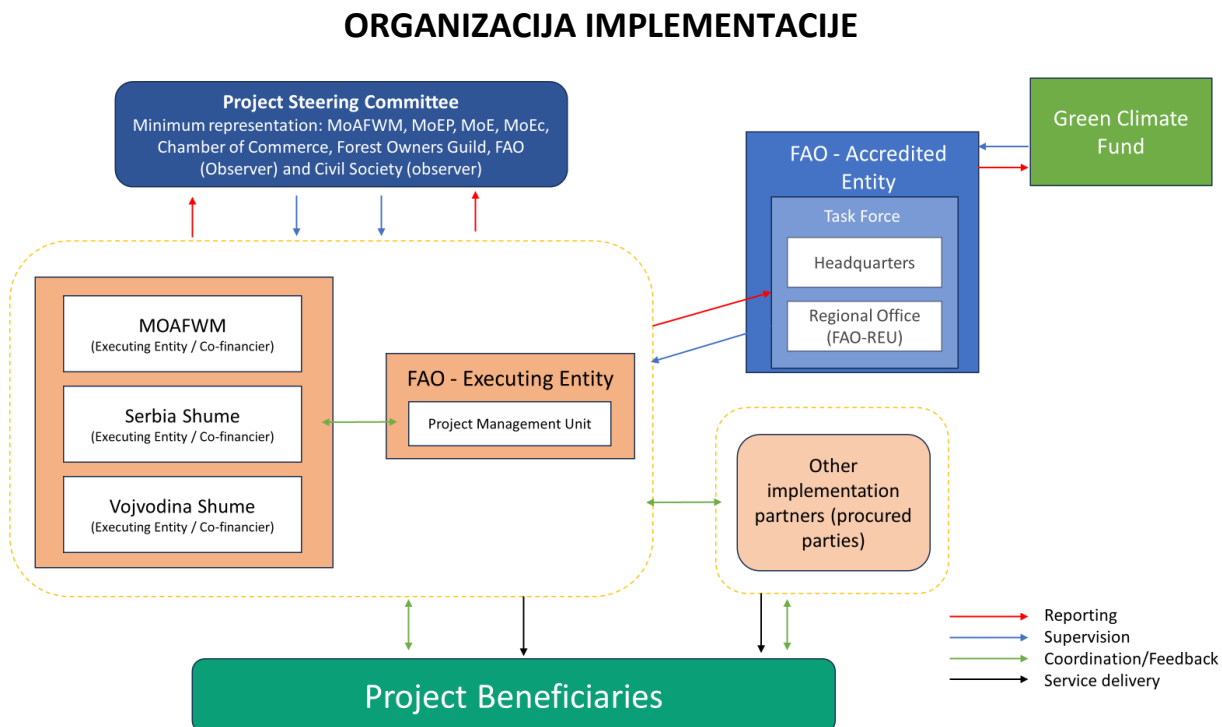 ORGANIZACIJA IMPLEMENTACIJE
Project Steering Committee
Minimum representation: MoAFWM, MoEP, MoE, MoEc,
Chamber of Commerce, Forest Owners Guild, FAO
(Observer) and Civil Society (observer)
Green Climate
Fund
FAO - Accredited
Entity
Task Force
Headquarters
Regional Office
(FAO-REU)
MOAFWM
(Executing Entity / Co-financier)
Serbia Shume
(Executing Entity / Co-financier)
Vojvodina Shume
(Executing Entity / Co-financier)
FAO - Executing Entity
Project Management Unit
Other
implementation
partners (procured
parties)
Reporting
Supervision
Coordination/Feedback
Service delivery
Project Beneficiaries